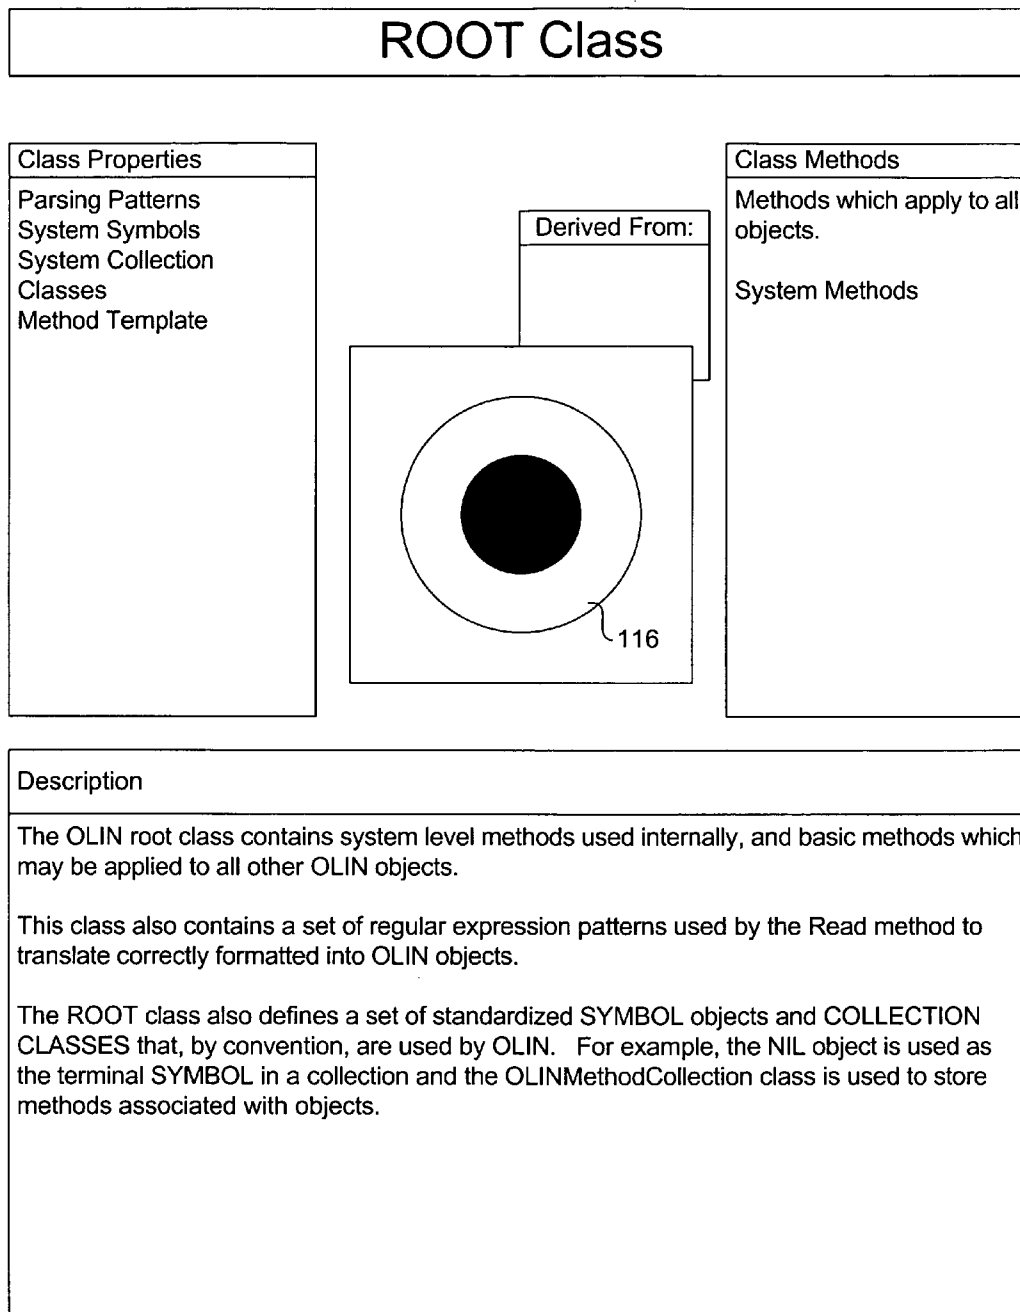 ROOT Class
Class Properties
Parsing Patterns
System Symbols
System Collection
Classes
Method Template
Derived From:
116
Class Methods
Methods which apply to all
objects.
System Methods
Description
The OLIN root class contains system level methods used internally, and basic methods which
may be applied to all other OLIN objects.
This class also contains a set of regular expression patterns used by the Read method to
translate correctly formatted into OLIN objects.
The ROOT class also defines a set of standardized SYMBOL objects and COLLECTION
CLASSES that, by convention, are used by OLIN. For example, the NIL object is used as
the terminal SYMBOL in a collection and the OLINMethodCollection class is used to store
methods associated with objects.